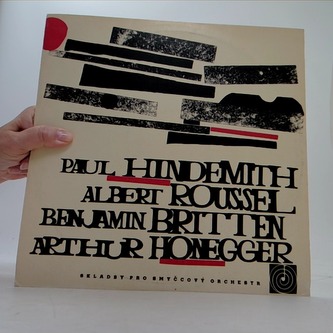 PAUL HINDEMITH
ALBERT ROUSSEL
BENJAMIN BRITTEN
ARTHUR HONEGGER
SKLADBY PRO SMYČCOVÝ ORCHESTR